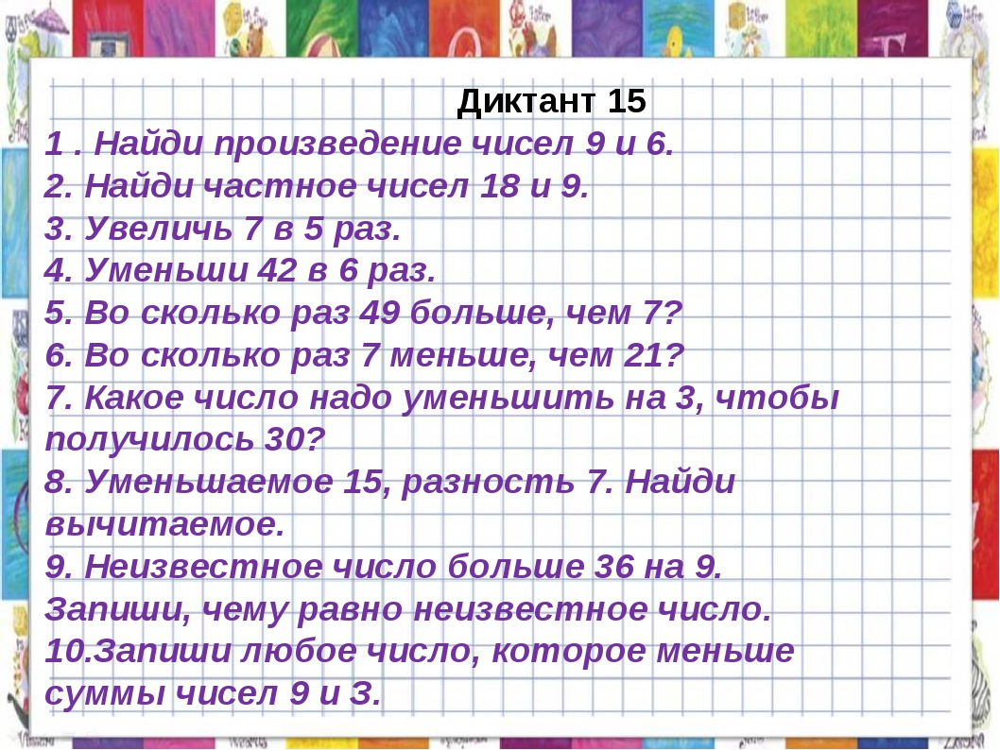 Диктант 15
1 . Найди произведение чисел 9 и 6.
2. Найди частное чисел 18 и 9.
3. Увеличь 7 в 5 раз.
4. Уменьши 42 в 6 раз.
5. Во сколько раз 49 больше, чем 7?
6. Во сколько раз 7 меньше, чем 21?
7. Какое число надо уменьшить на 3, чтобы
получилось 30?
8. Уменьшаемое 15, разность 7. Найди
вычитаемое.
9. Неизвестное число больше 36 на 9.
Запиши, чему равно неизвестное число.
10.Запиши любое число, которое меньше
суммы чисел 9 и З.